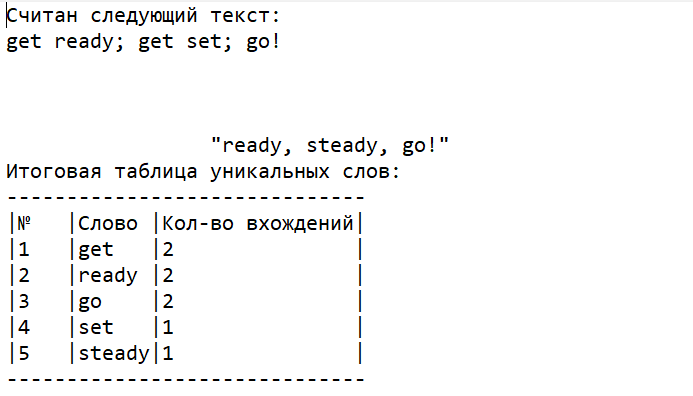 Считан следующий текст:
get ready; get set; go!
"ready, steady, go!"
Итоговая таблица уникальных слов:
------------------------------
|№   |Слово |Кол-во вхождений|
|1   |get   |2               |
|2   |ready |2               |
|3   |go    |2               |
|4   |set   |1               |
|5   |steady|1               |
------------------------------